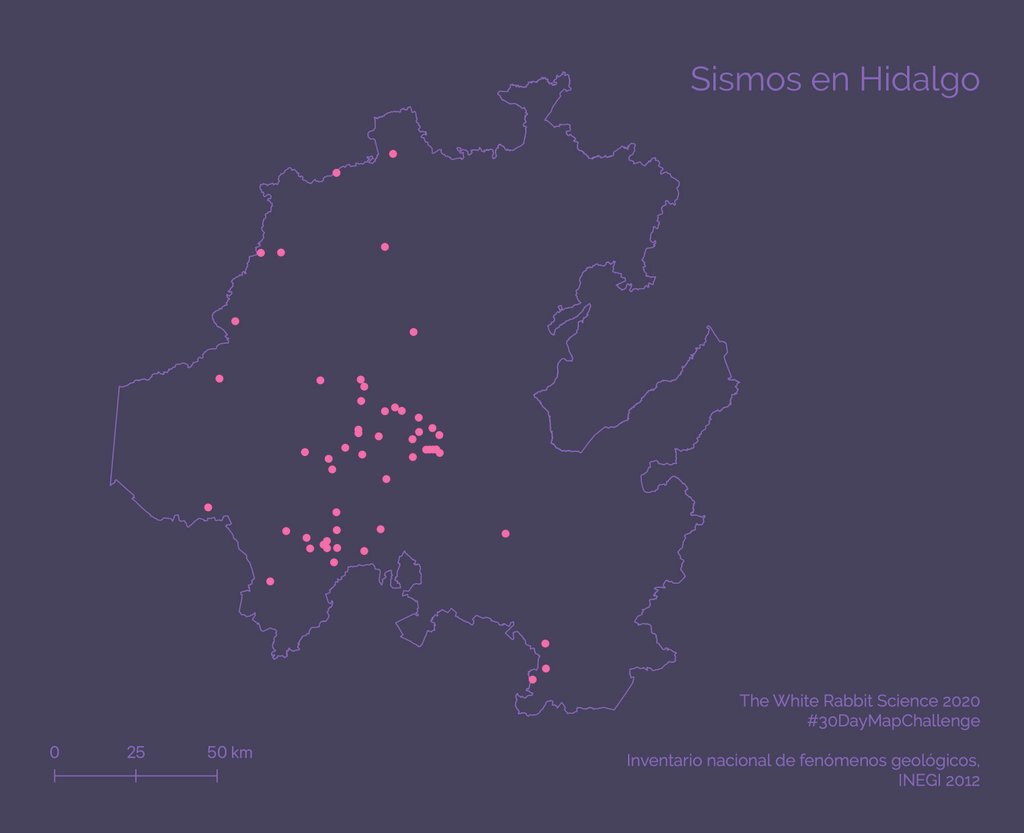 Sismos en Hidalgo
The White Rabbit Science 2020
#30DayMapChallenge
0 25 50 km
Inventario nacional de fenómenos geológicos,
INEGI 2012